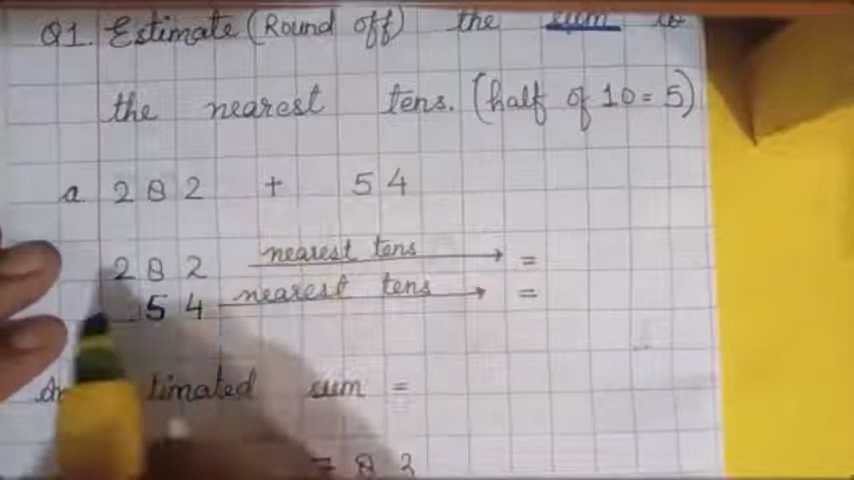 Q1. Estimate (Round off) the sum to
the nearest tens. (half of 10 = 5)
a 282 + 54
282 nearest tens =
54 nearest tens =
timated sum =